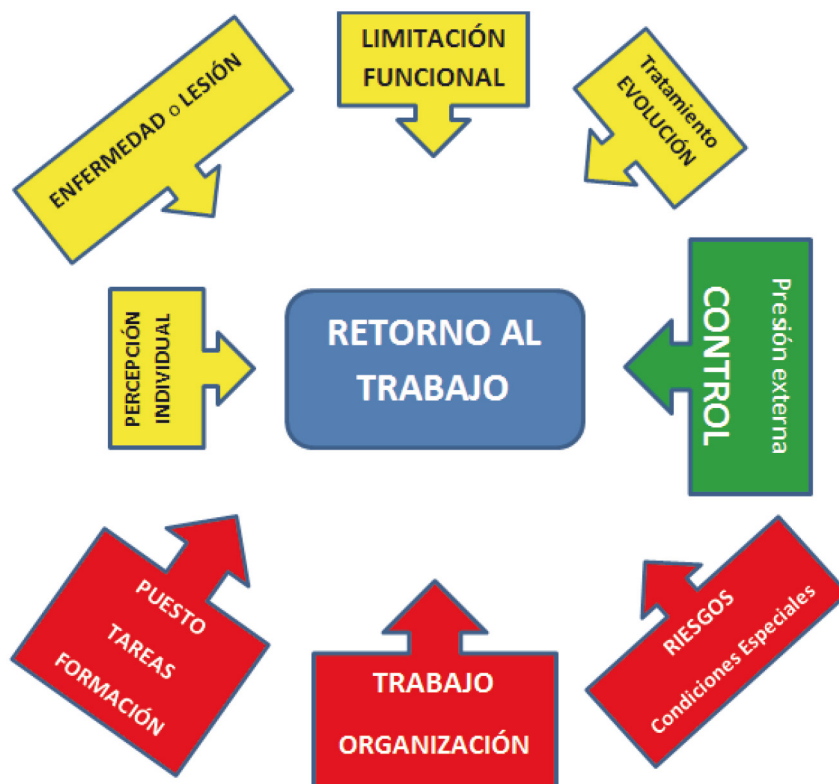 LIMITACIÓN
FUNCIONAL
ENFERMEDAD o LESIÓN
Tratamiento
EVOLUCIÓN
PERCEPCIÓN
INDIVIDUAL
RETORNO AL
TRABAJO
Presión externa
CONTROL
PUESTO
TAREAS
FORMACIÓN
TRABAJO
ORGANIZACIÓN
RIESGOS
Condiciones Especiales